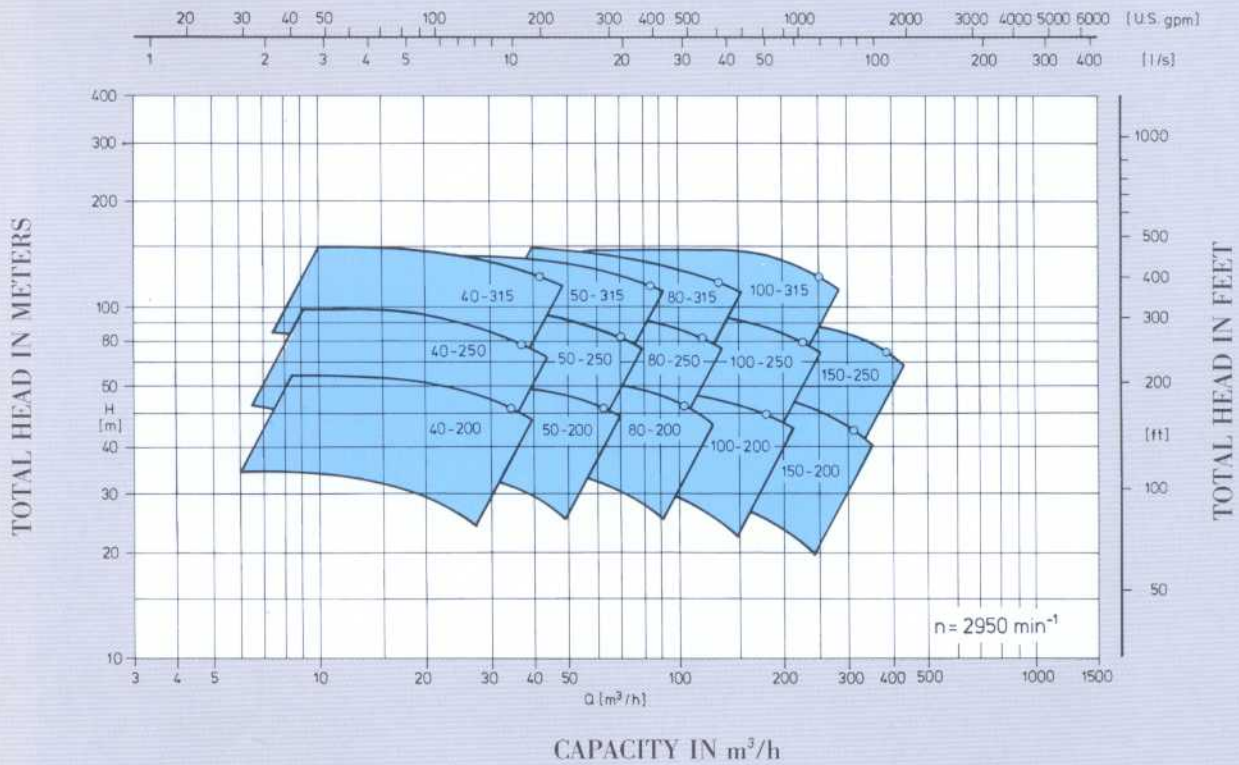 20 30 40 50 100 200 300 400 500 1000 2000 3000 4000 5000 6000 [U.S. gpm]
1 2 3 4 5 10 20 30 40 50 100 200 300 400 [l/s]
TOTAL HEAD IN METERS
400
300
200
100
80
60
H
[m]
40
30
20
10
40-315
50-315
80-315
100-315
40-250
50-250
80-250
100-250
150-250
40-200
50-200
80-200
100-200
150-200
n = 2950 min⁻¹
1000
500
400
300
200
[ft]
100
50
TOTAL HEAD IN FEET
3 4 5 10 20 30 40 50 100 200 300 400 500 1000 1500
Q [m³/h]
CAPACITY IN m³/h